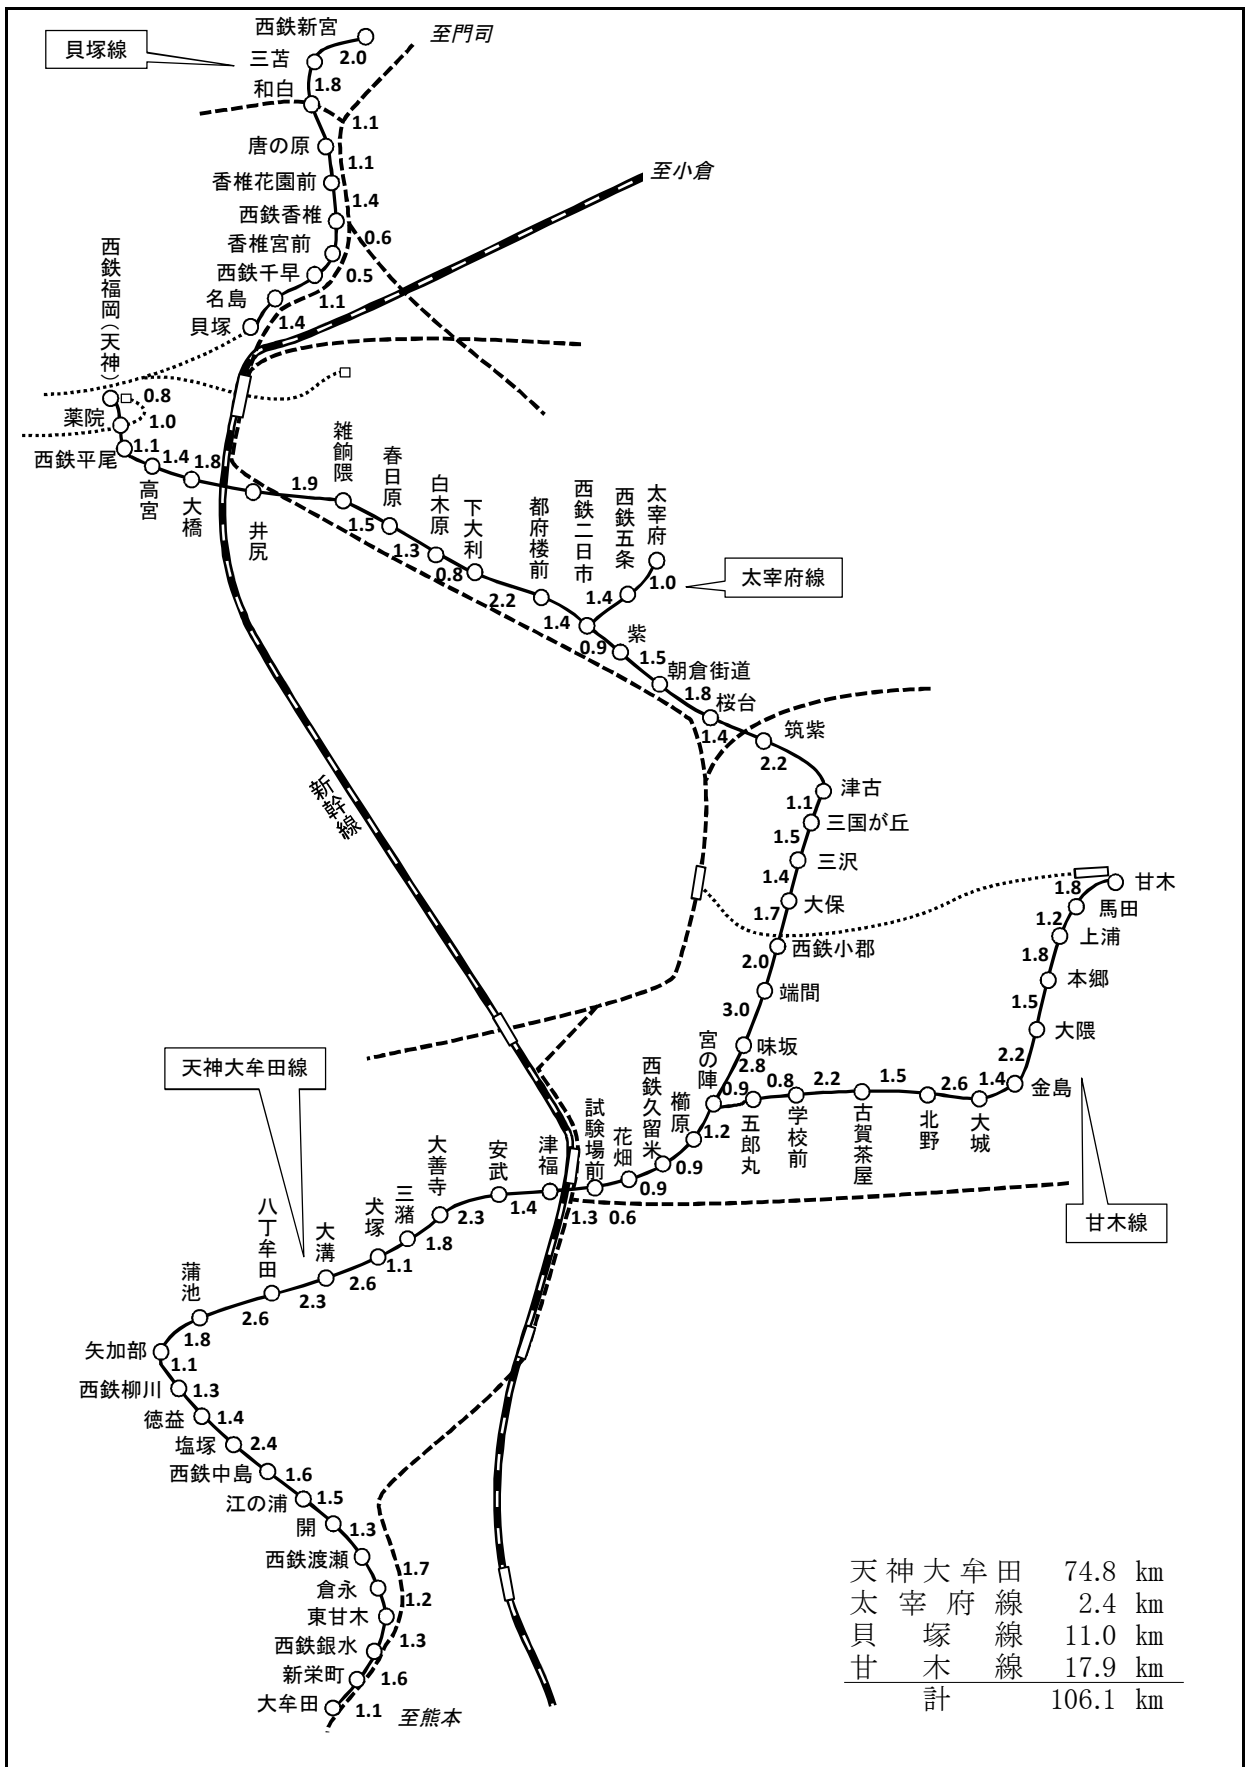 西鉄新宮
至門司
貝塚線
三苫
2.0
和白
1.8
1.1
唐の原
1.1
至小倉
香椎花園前
1.4
西鉄香椎
0.6
香椎宮前
西鉄千早
0.5
名島
1.1
貝塚
1.4
西鉄福岡(天神)
0.8
薬院
1.0
西鉄平尾
1.1
1.4
1.8
高宮
大橋
井尻
1.9
雑餉隈
1.5
春日原
1.3
白木原
0.8
下大利
2.2
都府楼前
1.4
西鉄二日市
1.4
西鉄五条
1.0
太宰府
太宰府線
0.9
紫
1.5
朝倉街道
1.8
桜台
1.4
筑紫
2.2
津古
1.1
三国が丘
1.5
三沢
1.4
大保
1.7
西鉄小郡
2.0
端間
3.0
味坂
2.8
新幹線
甘木
1.8
馬田
1.2
上浦
1.8
本郷
1.5
大隈
2.2
金島
1.4
大城
2.6
北野
1.5
古賀茶屋
2.2
学校前
0.8
五郎丸
0.9
宮の陣
甘木線
1.2
櫛原
0.9
西鉄久留米
0.9
花畑
0.6
試験場前
1.3
津福
1.4
安武
2.3
大善寺
1.8
三潴
1.1
犬塚
2.6
大溝
2.3
八丁牟田
2.6
蒲池
1.8
天神大牟田線
矢加部
1.1
西鉄柳川
1.3
徳益
1.4
塩塚
2.4
西鉄中島
1.6
江の浦
1.5
開
1.3
西鉄渡瀬
1.7
倉永
1.2
東甘木
1.3
西鉄銀水
1.6
新栄町
1.1
大牟田
至熊本
天神大牟田 74.8 km
太宰府線 2.4 km
貝塚線 11.0 km
甘木線 17.9 km
計 106.1 km